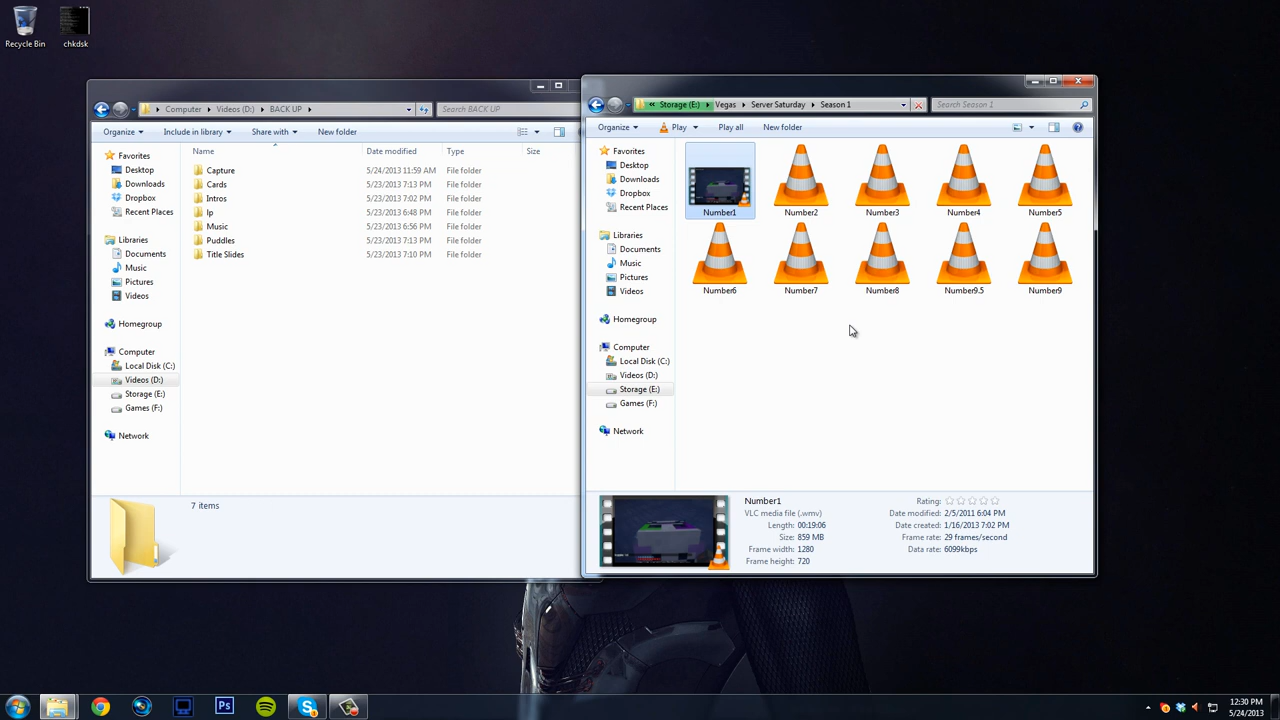 Recycle Bin
chkdsk
Computer Videos (D:) BACK UP
Search BACK UP
Organize Include in library Share with New folder
Favorites
Desktop
Downloads
Dropbox
Recent Places
Libraries
Documents
Music
Pictures
Videos
Homegroup
Computer
Local Disk (C:)
Videos (D:)
Storage (E:)
Games (F:)
Network
Name Date modified Type Size
Capture 5/24/2013 11:59 AM File folder
Cards 5/23/2013 7:13 PM File folder
Intros 5/23/2013 7:02 PM File folder
lp 5/23/2013 6:48 PM File folder
Music 5/23/2013 6:56 PM File folder
Puddles 5/23/2013 7:13 PM File folder
Title Slides 5/23/2013 7:10 PM File folder
7 items
« Storage (E:) Vegas Server Saturday Season 1
Search Season 1
Organize Play Play all New folder
Favorites
Desktop
Downloads
Dropbox
Recent Places
Libraries
Documents
Music
Pictures
Videos
Homegroup
Computer
Local Disk (C:)
Videos (D:)
Storage (E:)
Games (F:)
Network
Number1 Number2 Number3 Number4 Number5
Number6 Number7 Number8 Number9.5 Number9
Number1
VLC media file (.wmv)
Length: 00:19:06
Size: 859 MB
Frame width: 1280
Frame height: 720
Rating:
Date modified: 2/5/2011 6:04 PM
Date created: 1/16/2013 7:02 PM
Frame rate: 29 frames/second
Data rate: 6099kbps
Ps
12:30 PM
5/24/2013